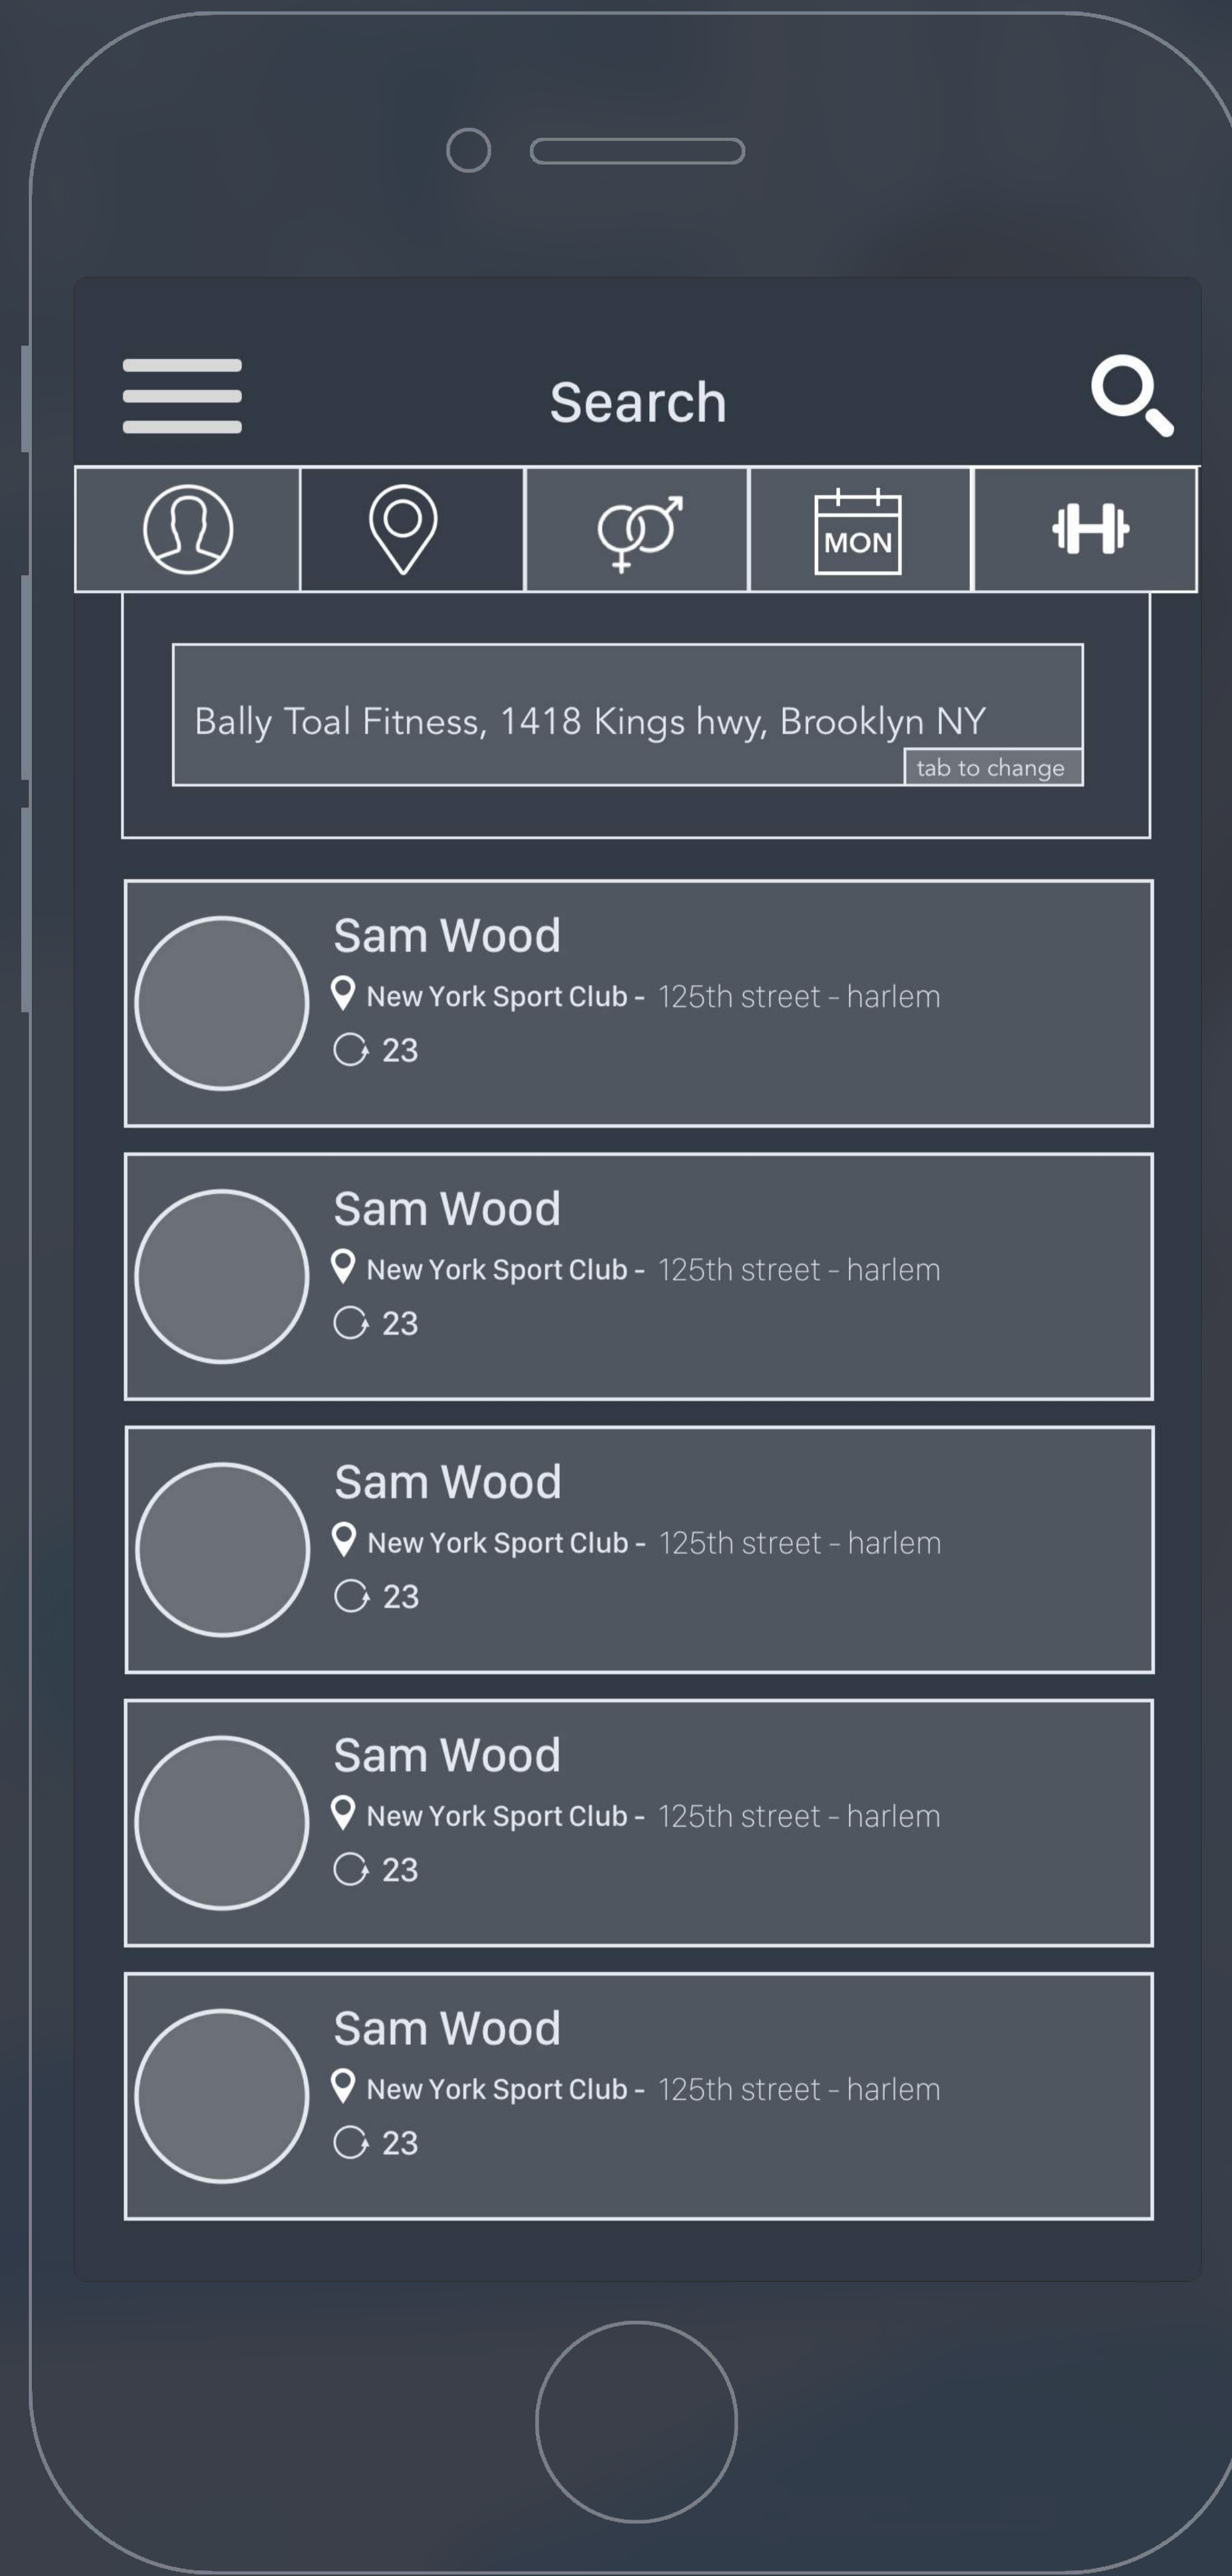 Search
MON
Bally Toal Fitness, 1418 Kings hwy, Brooklyn NY
tab to change
Sam Wood
New York Sport Club - 125th street - harlem
23
Sam Wood
New York Sport Club - 125th street - harlem
23
Sam Wood
New York Sport Club - 125th street - harlem
23
Sam Wood
New York Sport Club - 125th street - harlem
23
Sam Wood
New York Sport Club - 125th street - harlem
23